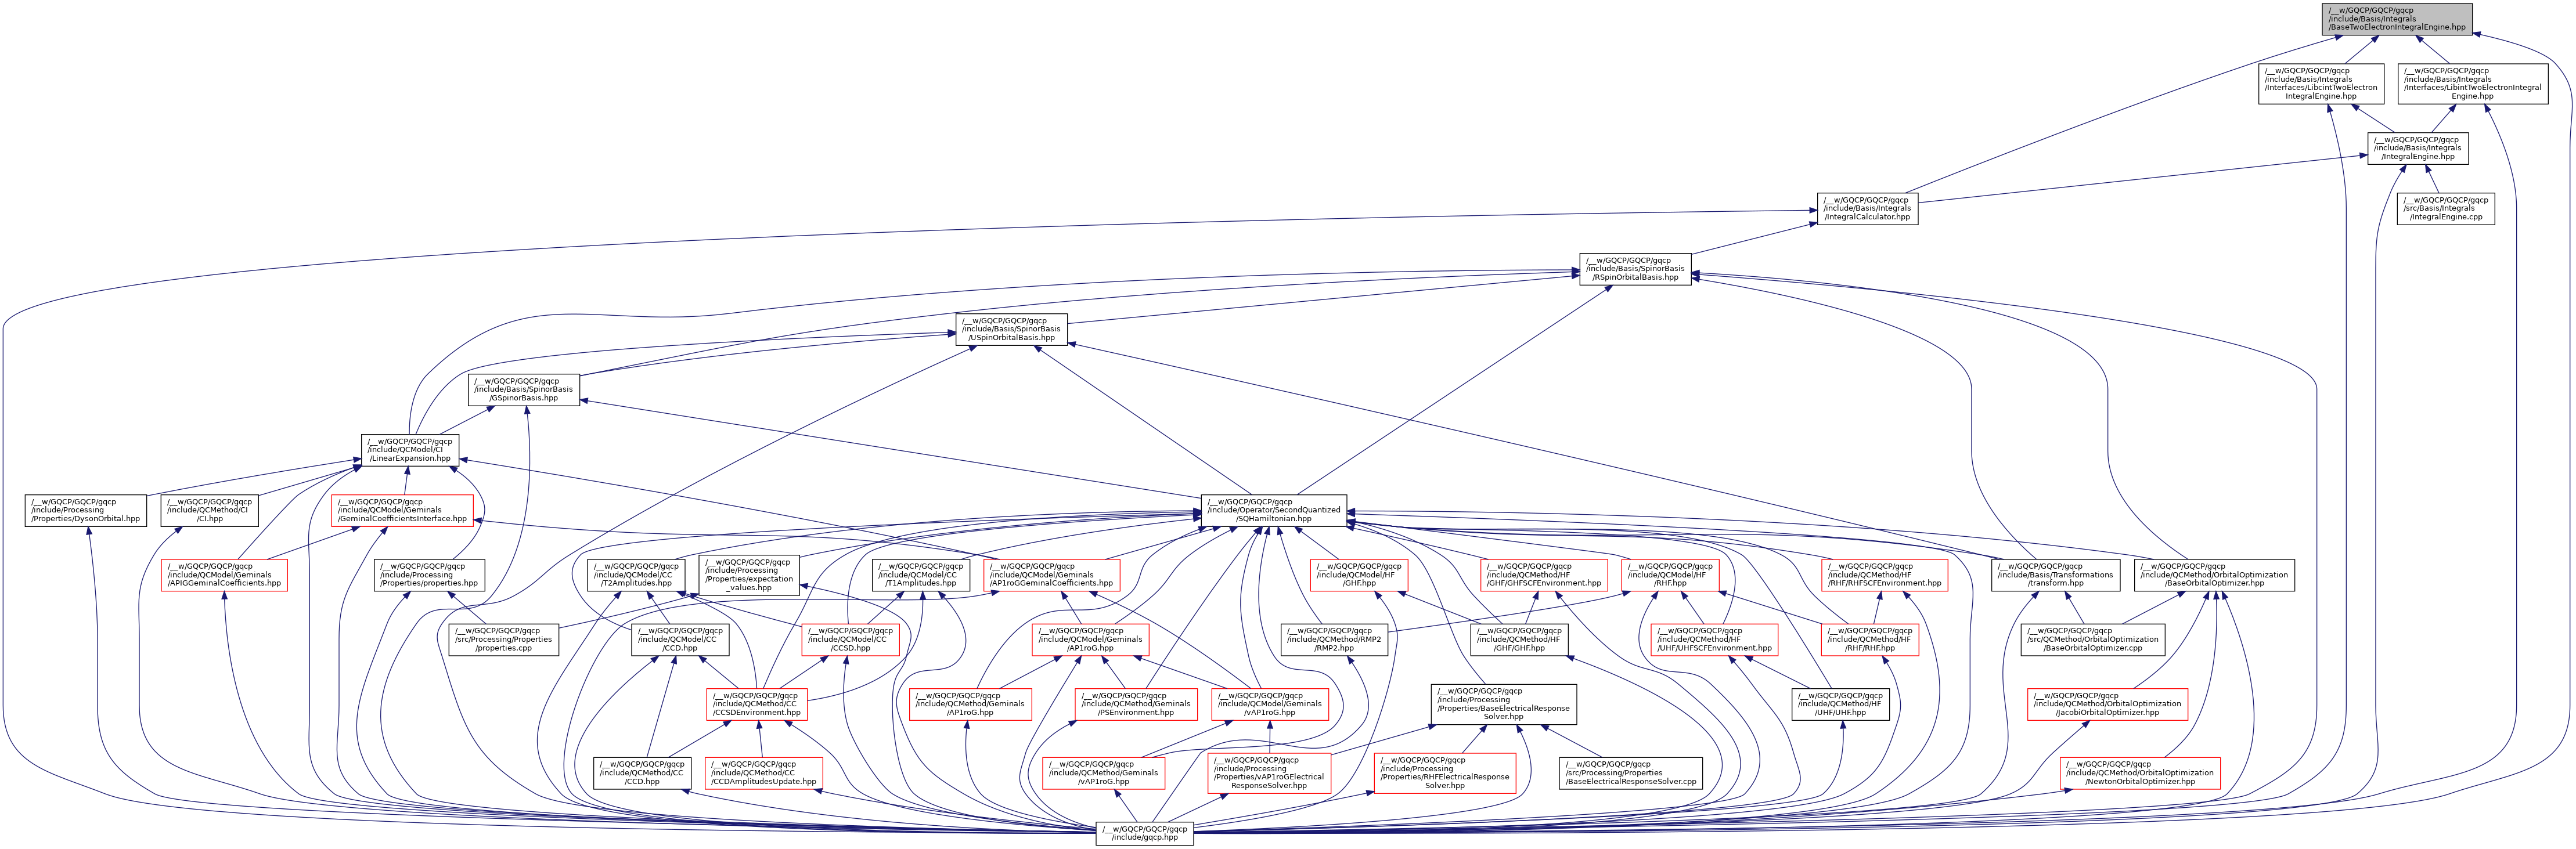 /__w/GQCP/GQCP/gqcp
/include/Basis/Integrals
/BaseTwoElectronIntegralEngine.hpp
/__w/GQCP/GQCP/gqcp
/include/Basis/Integrals
/Interfaces/LibcintTwoElectron
IntegralEngine.hpp
/__w/GQCP/GQCP/gqcp
/include/Basis/Integrals
/Interfaces/LibintTwoElectronIntegral
Engine.hpp
/__w/GQCP/GQCP/gqcp
/include/Basis/Integrals
/IntegralEngine.hpp
/__w/GQCP/GQCP/gqcp
/include/Basis/Integrals
/IntegralCalculator.hpp
/__w/GQCP/GQCP/gqcp
/src/Basis/Integrals
/IntegralEngine.cpp
/__w/GQCP/GQCP/gqcp
/include/Basis/SpinorBasis
/RSpinOrbitalBasis.hpp
/__w/GQCP/GQCP/gqcp
/include/Basis/SpinorBasis
/USpinOrbitalBasis.hpp
/__w/GQCP/GQCP/gqcp
/include/Basis/SpinorBasis
/GSpinorBasis.hpp
/__w/GQCP/GQCP/gqcp
/include/QCModel/CI
/LinearExpansion.hpp
/__w/GQCP/GQCP/gqcp
/include/Processing
/Properties/DysonOrbital.hpp
/__w/GQCP/GQCP/gqcp
/include/QCMethod/CI
/CI.hpp
/__w/GQCP/GQCP/gqcp
/include/QCModel/Geminals
/GeminalCoefficientsInterface.hpp
/__w/GQCP/GQCP/gqcp
/include/Operator/SecondQuantized
/SQHamiltonian.hpp
/__w/GQCP/GQCP/gqcp
/include/QCModel/Geminals
/APIGGeminalCoefficients.hpp
/__w/GQCP/GQCP/gqcp
/include/Processing
/Properties/properties.hpp
/__w/GQCP/GQCP/gqcp
/include/QCModel/CC
/T2Amplitudes.hpp
/__w/GQCP/GQCP/gqcp
/include/Processing
/Properties/expectation
_values.hpp
/__w/GQCP/GQCP/gqcp
/include/QCModel/CC
/T1Amplitudes.hpp
/__w/GQCP/GQCP/gqcp
/include/QCModel/Geminals
/AP1roGGeminalCoefficients.hpp
/__w/GQCP/GQCP/gqcp
/include/QCModel/HF
/GHF.hpp
/__w/GQCP/GQCP/gqcp
/include/QCMethod/HF
/GHF/GHFSCFEnvironment.hpp
/__w/GQCP/GQCP/gqcp
/include/QCModel/HF
/RHF.hpp
/__w/GQCP/GQCP/gqcp
/include/QCMethod/HF
/RHF/RHFSCFEnvironment.hpp
/__w/GQCP/GQCP/gqcp
/include/Basis/Transformations
/transform.hpp
/__w/GQCP/GQCP/gqcp
/include/QCMethod/OrbitalOptimization
/BaseOrbitalOptimizer.hpp
/__w/GQCP/GQCP/gqcp
/src/Processing/Properties
/properties.cpp
/__w/GQCP/GQCP/gqcp
/include/QCModel/CC
/CCD.hpp
/__w/GQCP/GQCP/gqcp
/include/QCModel/CC
/CCSD.hpp
/__w/GQCP/GQCP/gqcp
/include/QCModel/Geminals
/AP1roG.hpp
/__w/GQCP/GQCP/gqcp
/include/QCMethod/RMP2
/RMP2.hpp
/__w/GQCP/GQCP/gqcp
/include/QCMethod/HF
/GHF/GHF.hpp
/__w/GQCP/GQCP/gqcp
/include/QCMethod/HF
/UHF/UHFSCFEnvironment.hpp
/__w/GQCP/GQCP/gqcp
/include/QCMethod/HF
/RHF/RHF.hpp
/__w/GQCP/GQCP/gqcp
/src/QCMethod/OrbitalOptimization
/BaseOrbitalOptimizer.cpp
/__w/GQCP/GQCP/gqcp
/include/QCMethod/CC
/CCSDEnvironment.hpp
/__w/GQCP/GQCP/gqcp
/include/QCMethod/Geminals
/AP1roG.hpp
/__w/GQCP/GQCP/gqcp
/include/QCMethod/Geminals
/PSEnvironment.hpp
/__w/GQCP/GQCP/gqcp
/include/QCModel/Geminals
/vAP1roG.hpp
/__w/GQCP/GQCP/gqcp
/include/Processing
/Properties/BaseElectricalResponse
Solver.hpp
/__w/GQCP/GQCP/gqcp
/include/QCMethod/HF
/UHF/UHF.hpp
/__w/GQCP/GQCP/gqcp
/include/QCMethod/OrbitalOptimization
/JacobiOrbitalOptimizer.hpp
/__w/GQCP/GQCP/gqcp
/include/QCMethod/CC
/CCD.hpp
/__w/GQCP/GQCP/gqcp
/include/QCMethod/CC
/CCDAmplitudesUpdate.hpp
/__w/GQCP/GQCP/gqcp
/include/QCMethod/Geminals
/vAP1roG.hpp
/__w/GQCP/GQCP/gqcp
/include/Processing
/Properties/vAP1roGElectrical
ResponseSolver.hpp
/__w/GQCP/GQCP/gqcp
/include/Processing
/Properties/RHFElectricalResponse
Solver.hpp
/__w/GQCP/GQCP/gqcp
/src/Processing/Properties
/BaseElectricalResponseSolver.cpp
/__w/GQCP/GQCP/gqcp
/include/QCMethod/OrbitalOptimization
/NewtonOrbitalOptimizer.hpp
/__w/GQCP/GQCP/gqcp
/include/gqcp.hpp